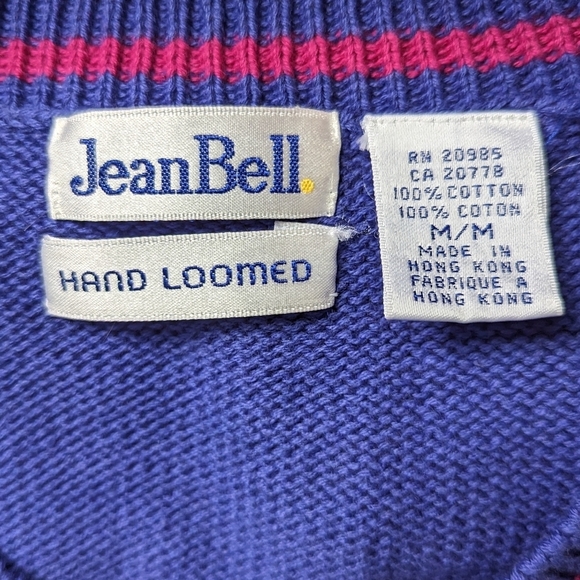 JeanBell.
HAND LOOMED
RN 20985
CA 20778
100% COTTON
100% COTON
M/M
MADE IN
HONG KONG
FABRIQUE A
HONG KONG